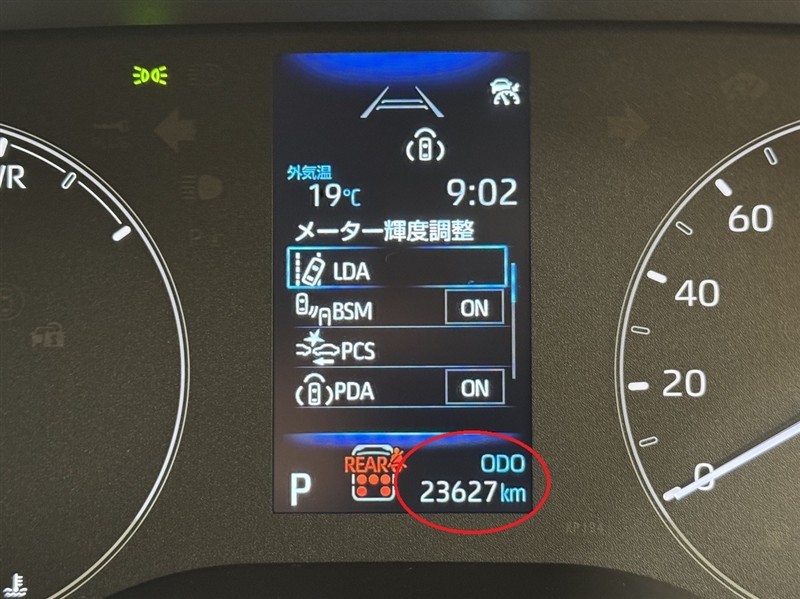 外気温
19℃ 9:02
メーター輝度調整
LDA
BSM ON
PCS
PDA ON
REAR
ODO
P 23627km
60
40
20
0